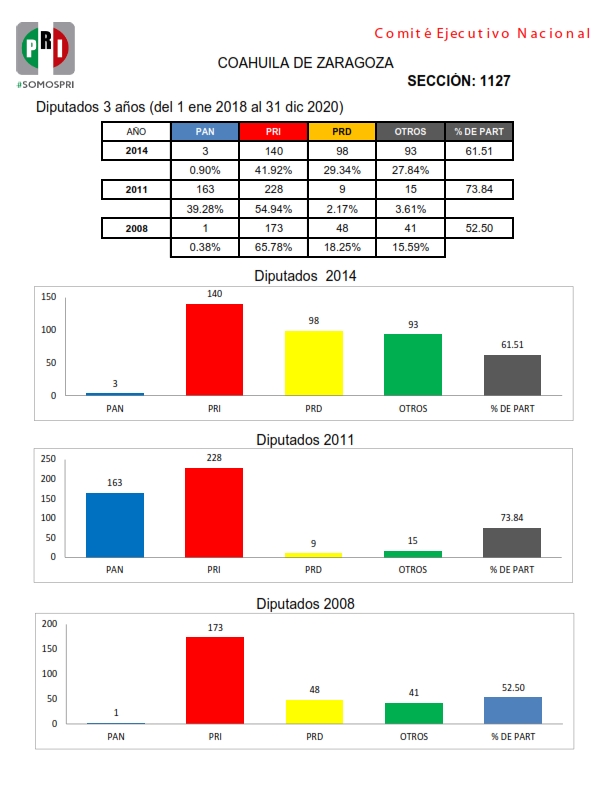 Comité Ejecutivo Nacional
PRI
#SOMOSPRI
COAHUILA DE ZARAGOZA
SECCIÒN: 1127
Diputados 3 años (del 1 ene 2018 al 31 dic 2020)
AÑO PAN PRI PRD OTROS % DE PART
2014 3 140 98 93 61.51
0.90% 41.92% 29.34% 27.84%
2011 163 228 9 15 73.84
39.28% 54.94% 2.17% 3.61%
2008 1 173 48 41 52.50
0.38% 65.78% 18.25% 15.59%
Diputados 2014
150
100
50
0
3 140 98 93 61.51
PAN PRI PRD OTROS % DE PART
Diputados 2011
250
200
150
100
50
0
163 228 9 15 73.84
PAN PRI PRD OTROS % DE PART
Diputados 2008
200
150
100
50
0
1 173 48 41 52.50
PAN PRI PRD OTROS % DE PART